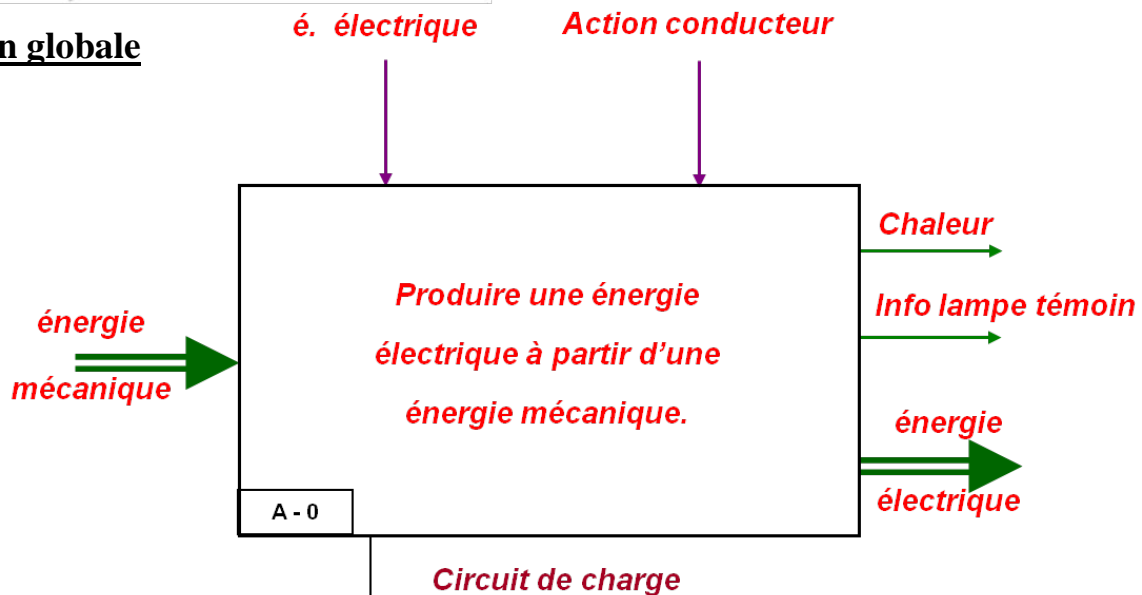 n globale
é. électrique
Action conducteur
Chaleur
Info lampe témoin
énergie
mécanique
Produire une énergie
électrique à partir d’une
énergie mécanique.
énergie
électrique
A - 0
Circuit de charge